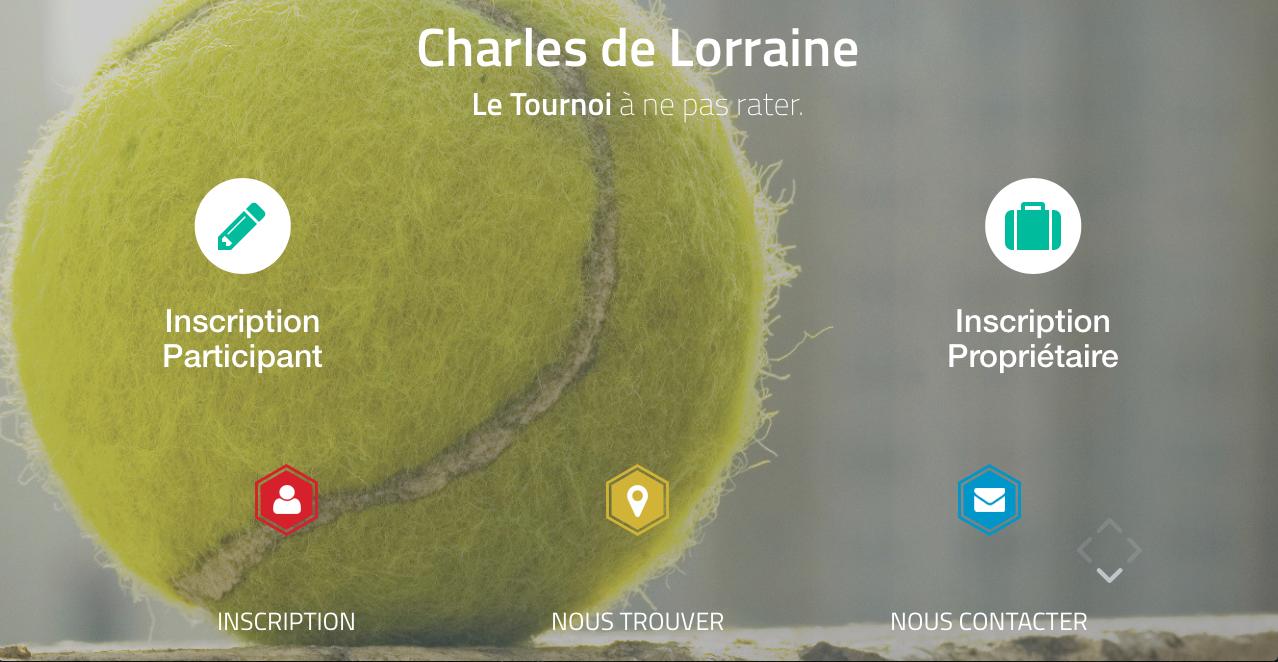 Charles de Lorraine
Le Tournoi à ne pas rater.
Inscription
Participant
Inscription
Propriétaire
INSCRIPTION
NOUS TROUVER
NOUS CONTACTER